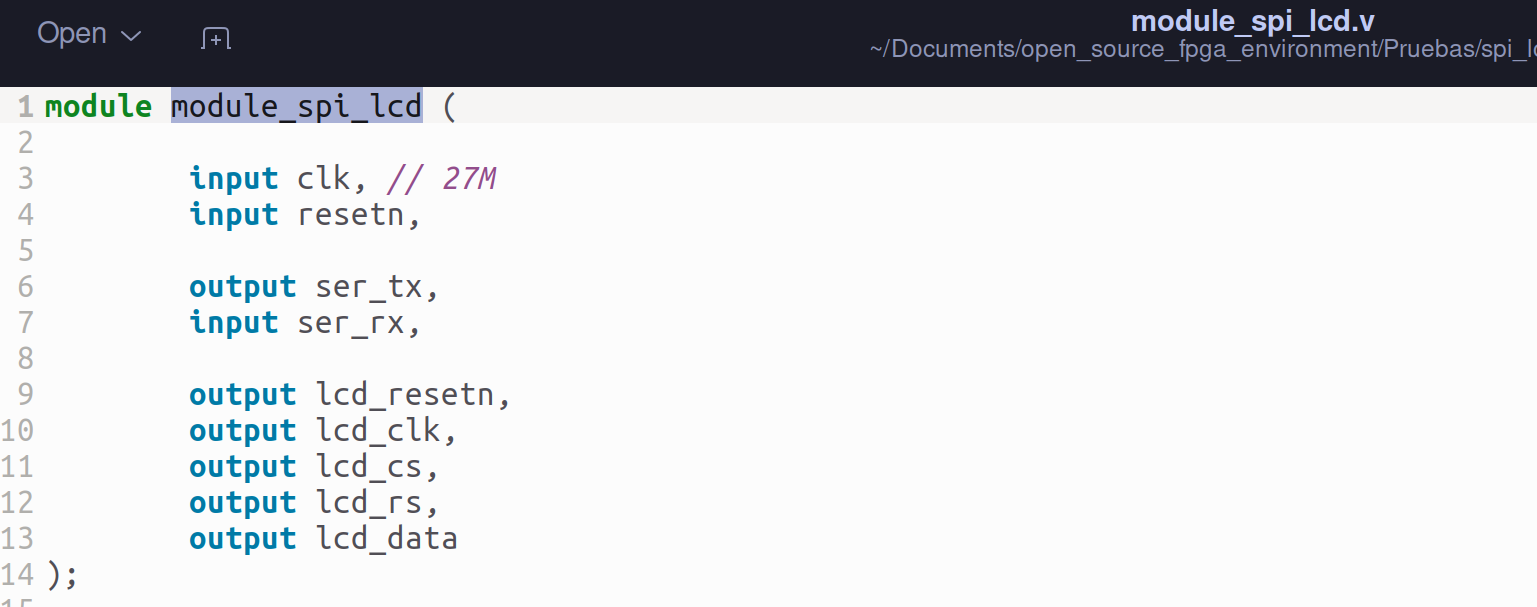 Open
module_spi_lcd.v
~/Documents/open_source_fpga_environment/Pruebas/spi_l
1 module module_spi_lcd (
2
3 input clk, // 27M
4 input resetn,
5
6 output ser_tx,
7 input ser_rx,
8
9 output lcd_resetn,
10 output lcd_clk,
11 output lcd_cs,
12 output lcd_rs,
13 output lcd_data
14 );
15